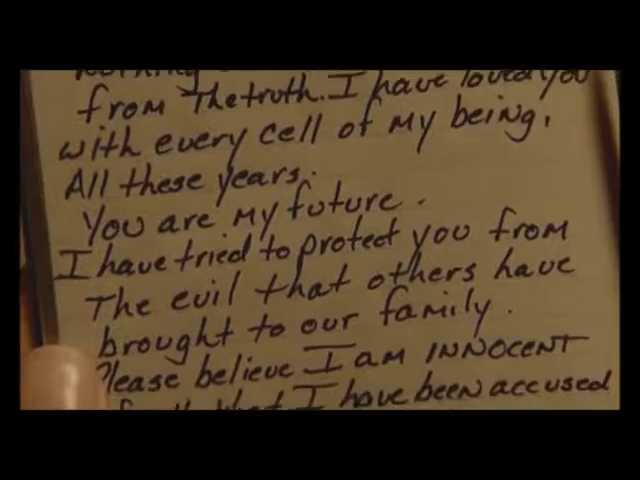 from The truth. I have loved you
with every cell of my being,
All these years.
You are my future.
I have tried to protect you from
The evil that others have
brought to our family.
Please believe I am INNOCENT
that I have been accused